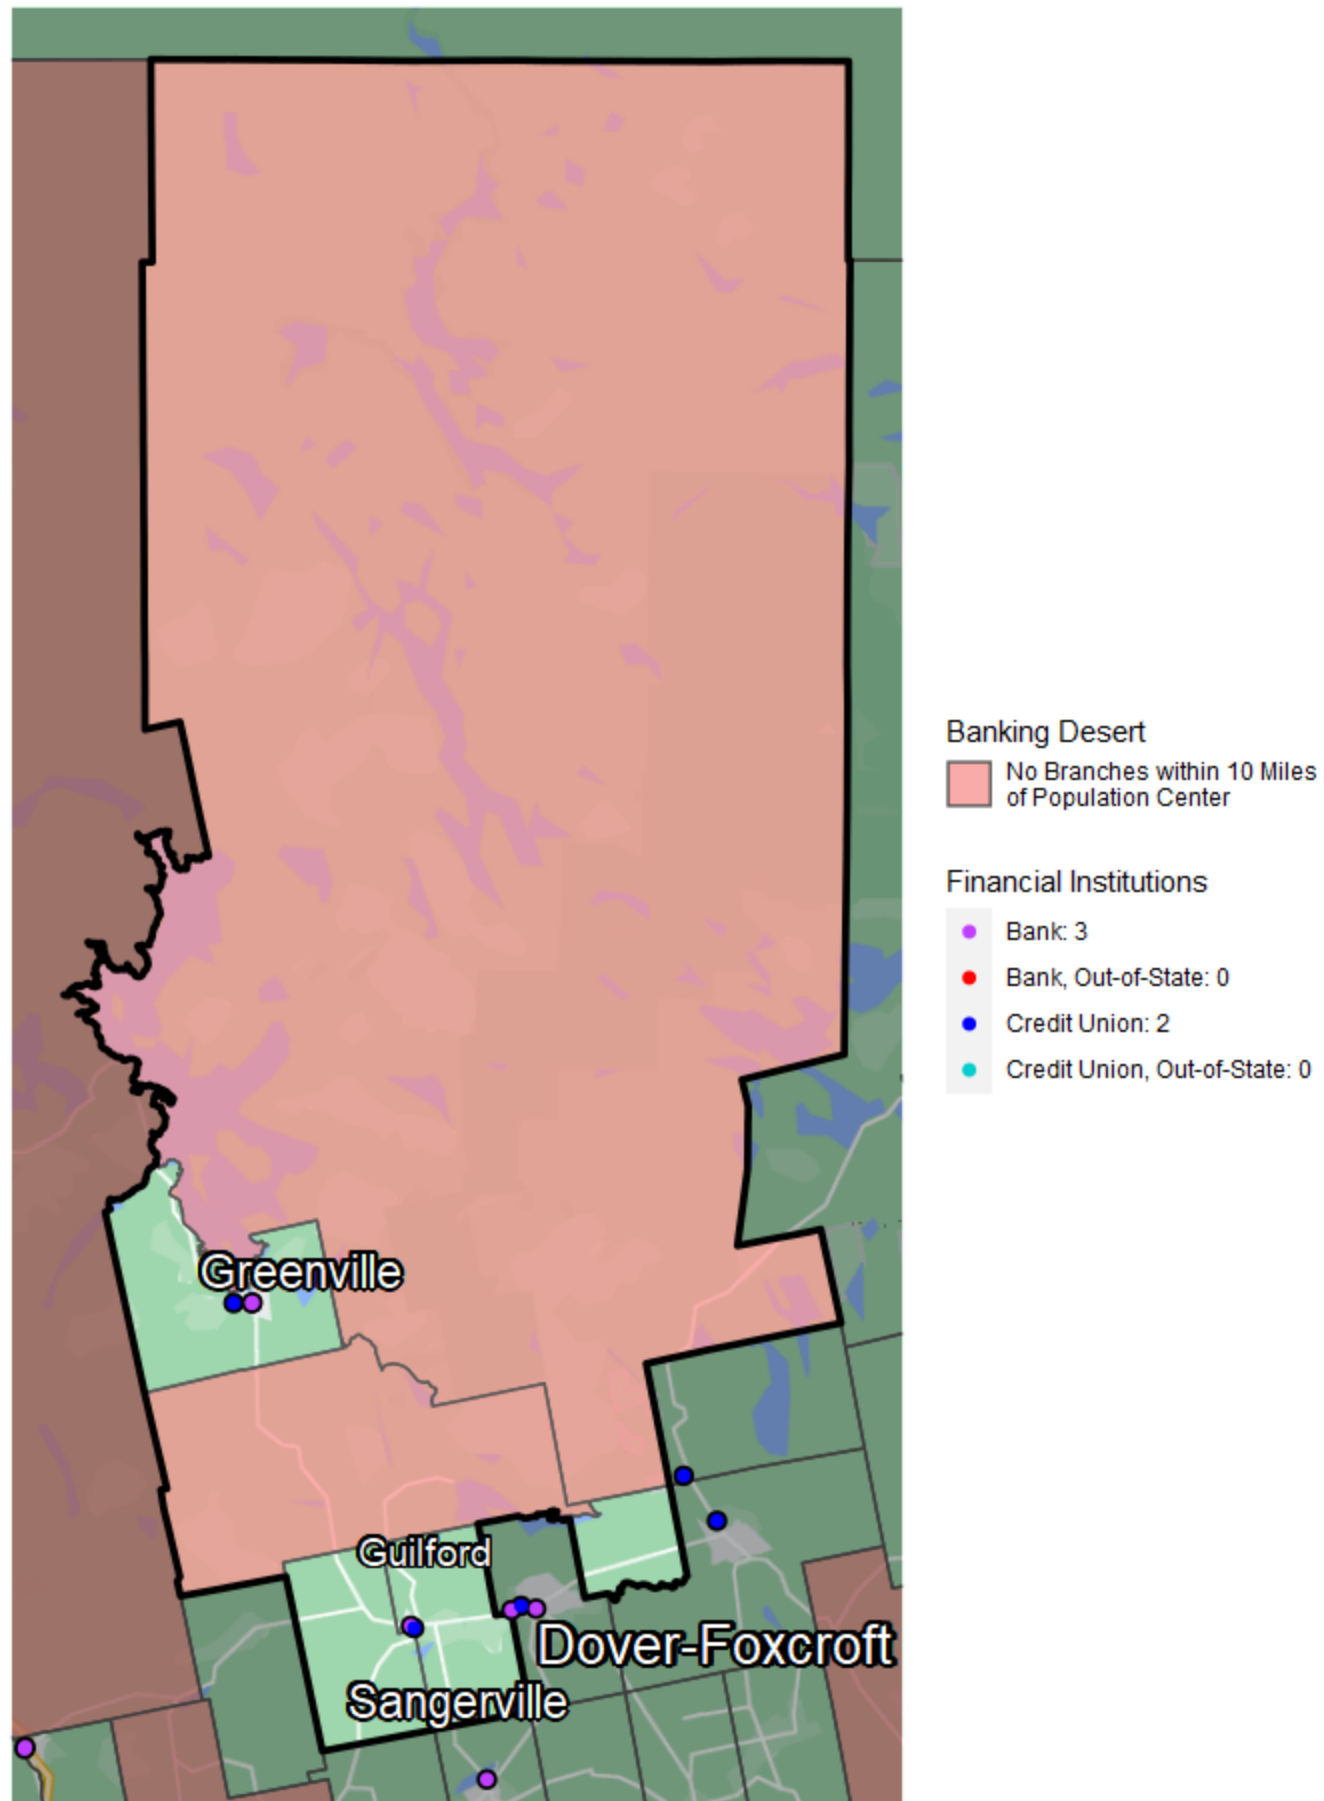 Greenville
Guilford
Dover-Foxcroft
Sangerville
Banking Desert
No Branches within 10 Miles
of Population Center
Financial Institutions
Bank: 3
Bank, Out-of-State: 0
Credit Union: 2
Credit Union, Out-of-State: 0